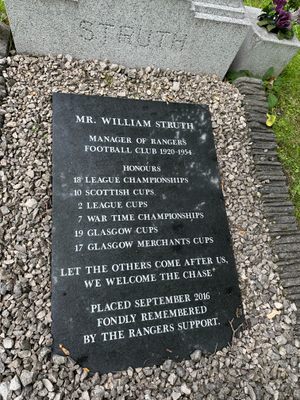 STRUTH
MR. WILLIAM STRUTH
MANAGER OF RANGERS
FOOTBALL CLUB 1920-1954
HONOURS
18 LEAGUE CHAMPIONSHIPS
10 SCOTTISH CUPS
2 LEAGUE CUPS
7 WAR TIME CHAMPIONSHIPS
19 GLASGOW CUPS
17 GLASGOW MERCHANTS CUPS
LET THE OTHERS COME AFTER US,
WE WELCOME THE CHASE"
PLACED SEPTEMBER 2016
FONDLY REMEMBERED
BY THE RANGERS SUPPORT.